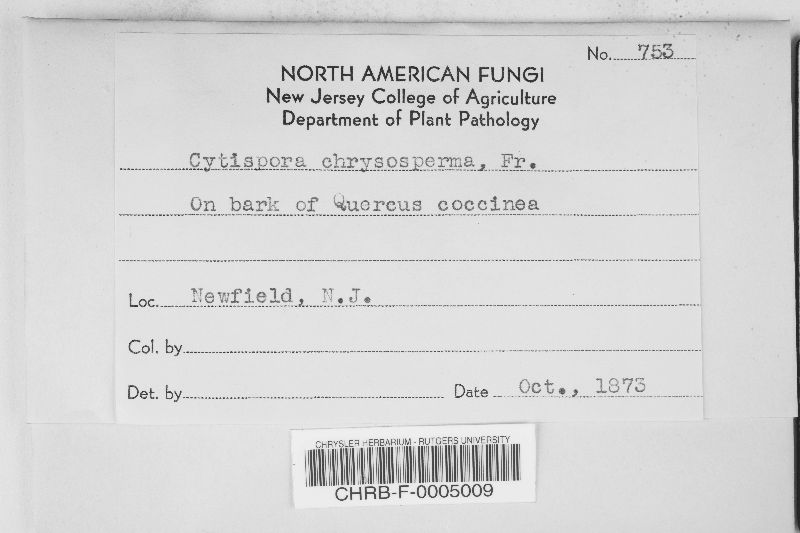 No. 753
NORTH AMERICAN FUNGI
New Jersey College of Agriculture
Department of Plant Pathology
Cytispora chrysosperma, Fr.
On bark of Quercus coccinea
Loc. Newfield, N.J.
Col. by
Det. by Date Oct., 1873
CHRYSLER HERBARIUM - RUTGERS UNIVERSITY
CHRB-F-0005009